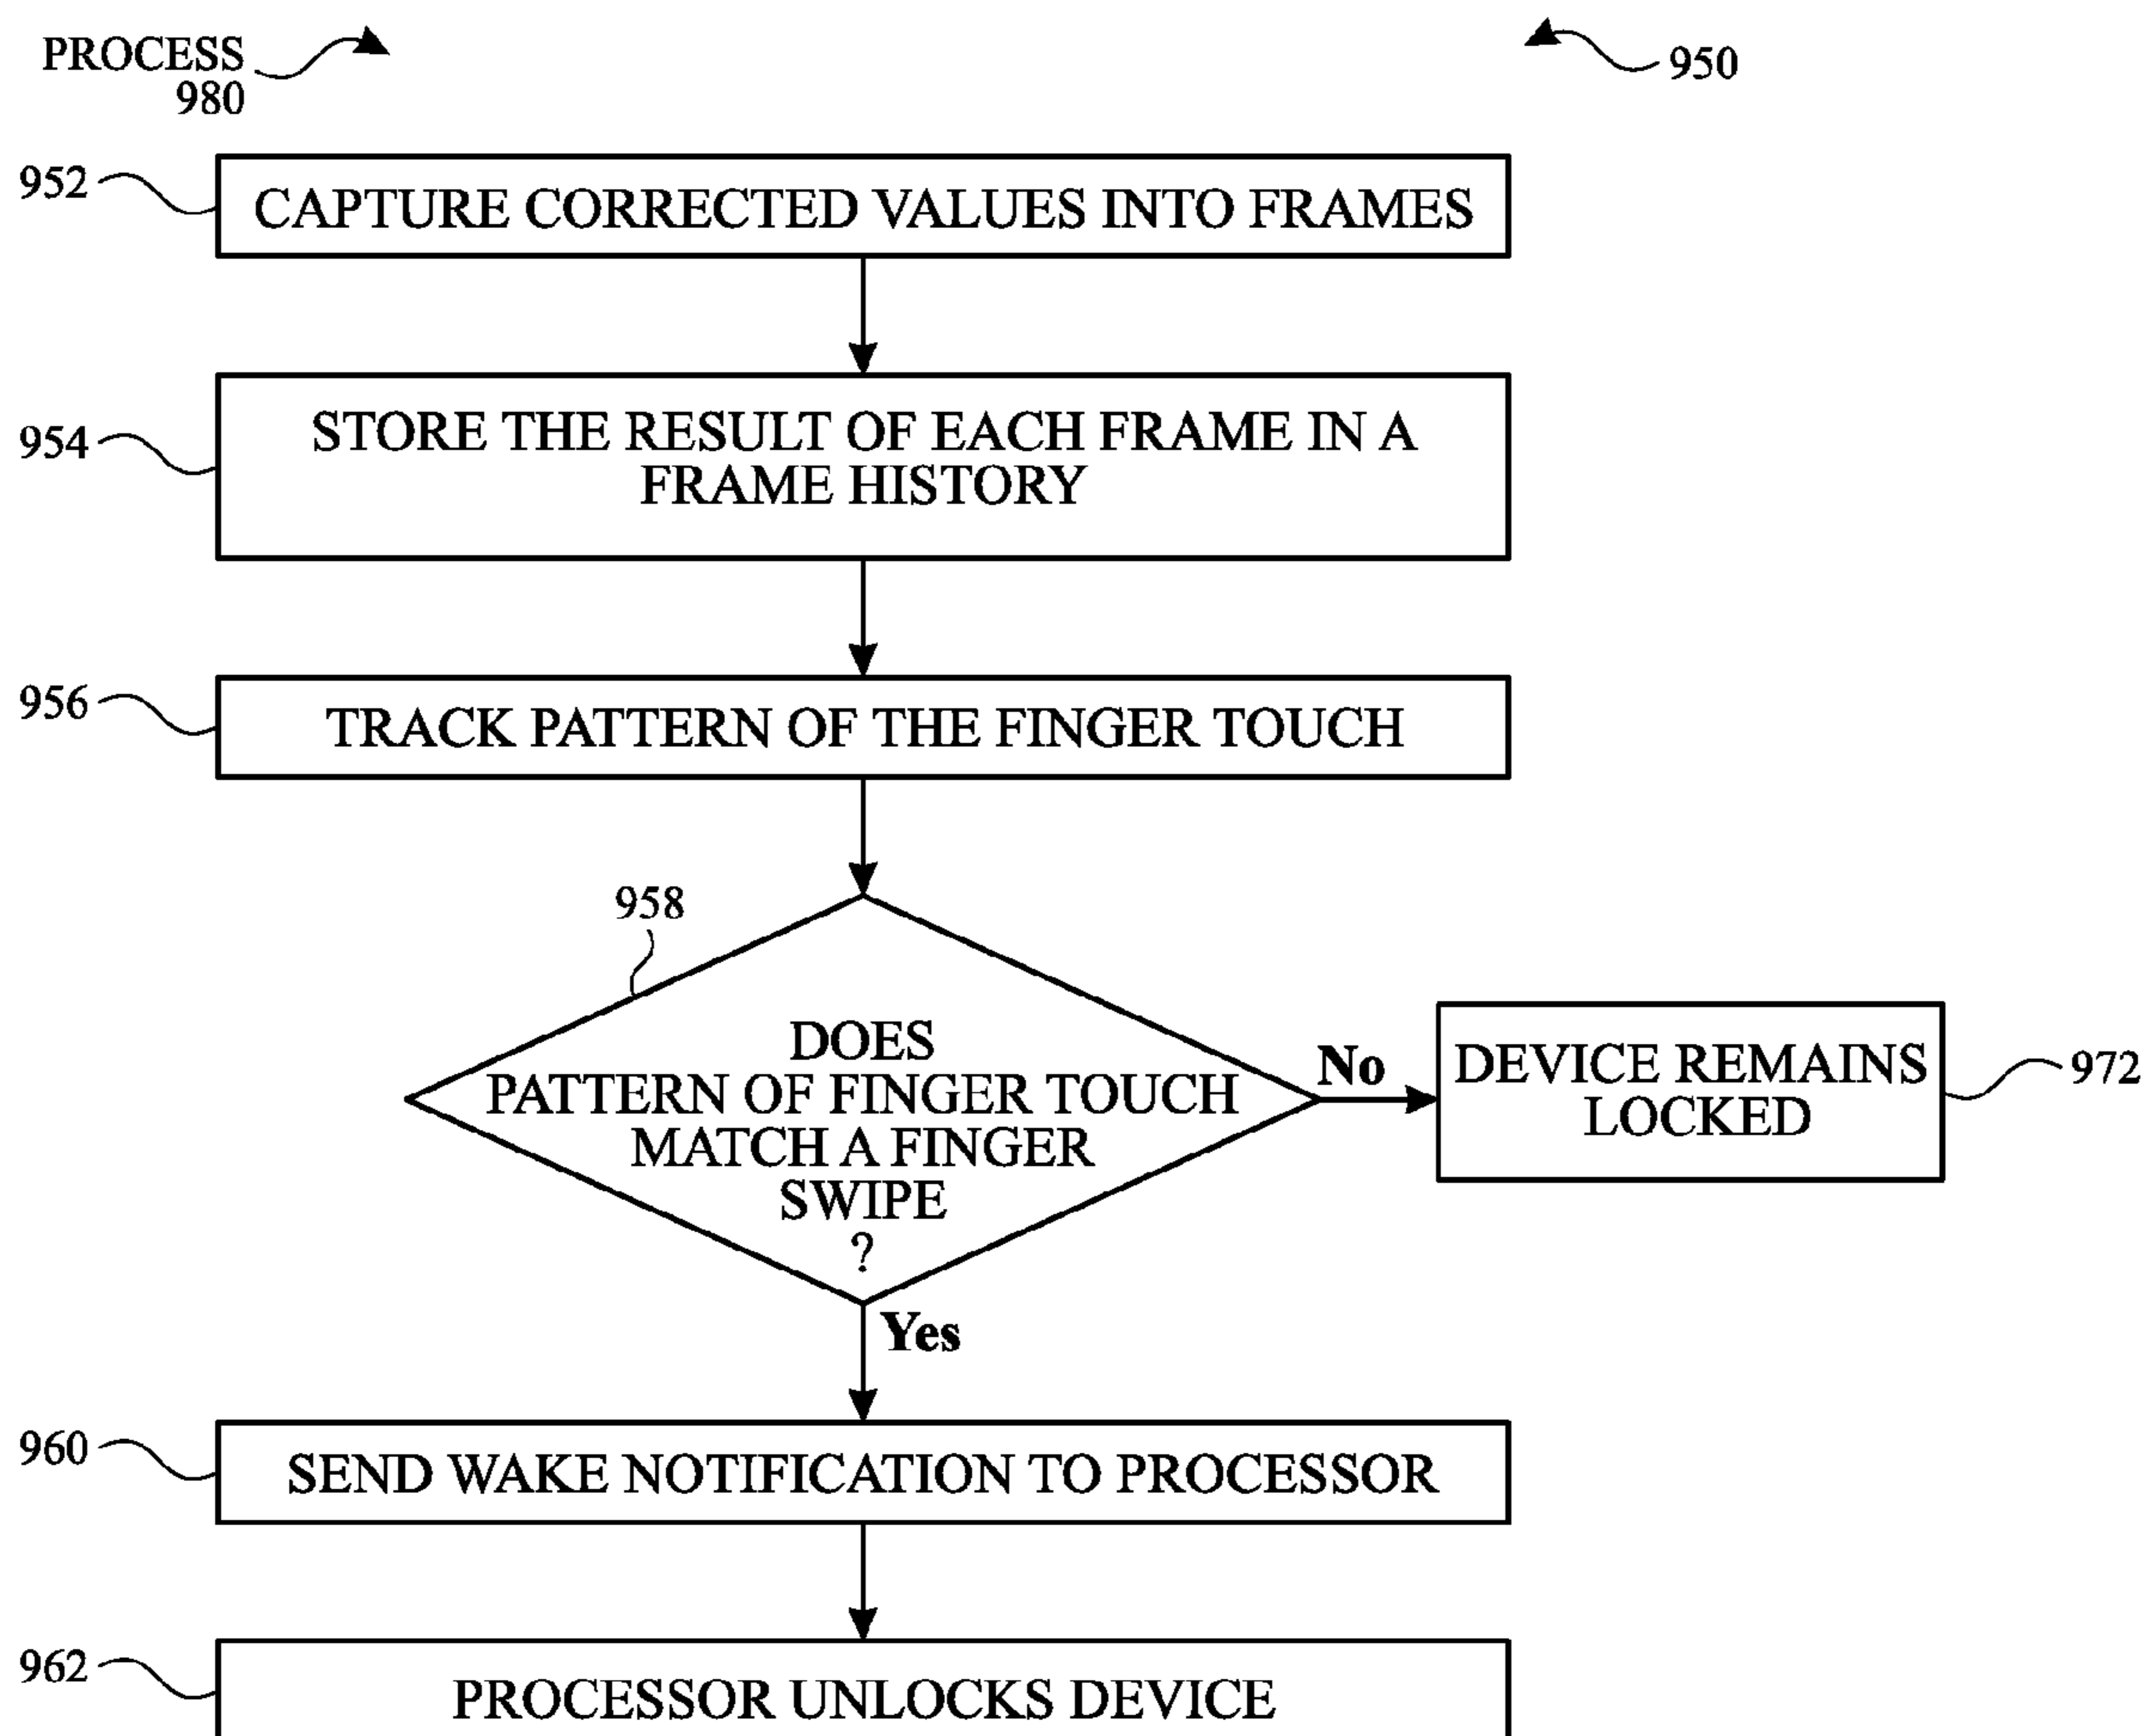 PROCESS
980
950
952
CAPTURE CORRECTED VALUES INTO FRAMES
954
STORE THE RESULT OF EACH FRAME IN A
FRAME HISTORY
956
TRACK PATTERN OF THE FINGER TOUCH
958
DOES
PATTERN OF FINGER TOUCH
MATCH A FINGER
SWIPE
?
No
DEVICE REMAINS
LOCKED
972
Yes
960
SEND WAKE NOTIFICATION TO PROCESSOR
962
PROCESSOR UNLOCKS DEVICE